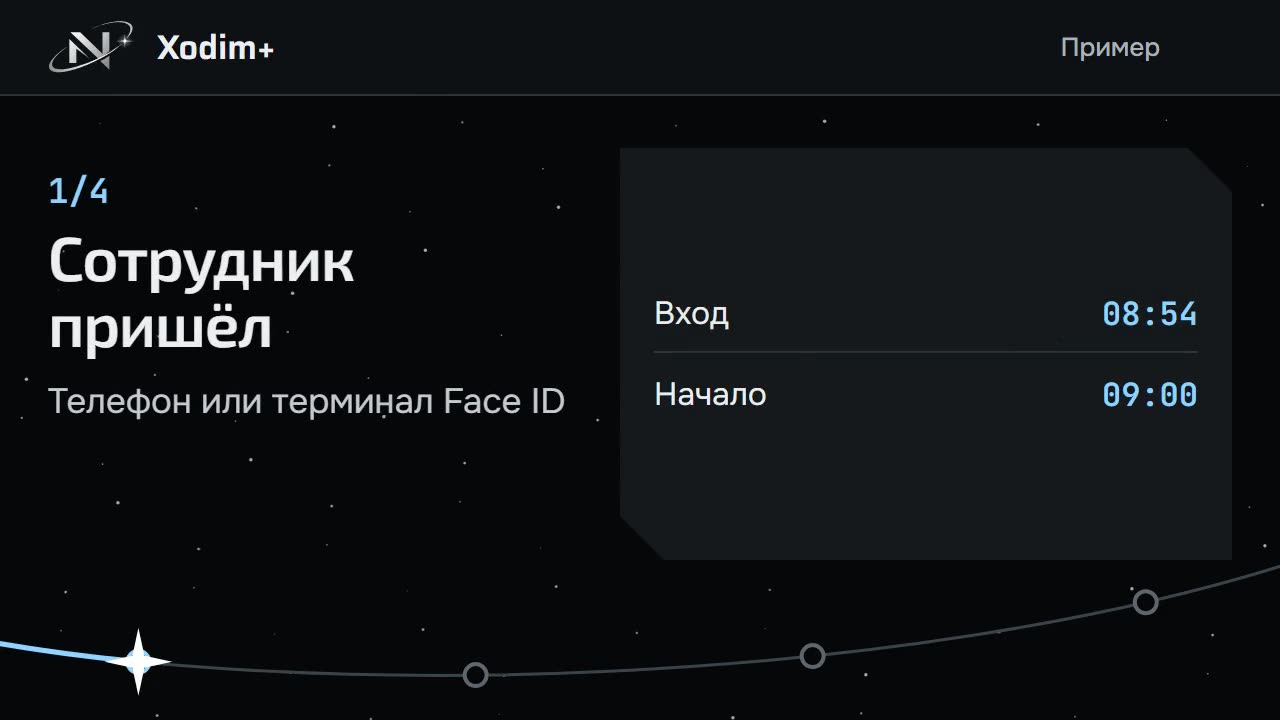 Xodim+
Пример
1/4
Сотрудник
пришёл
Телефон или терминал Face ID
Вход 08:54
Начало 09:00